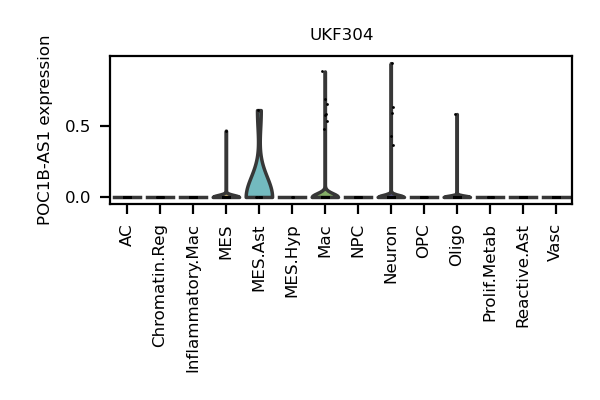 UKF304
POC1B-AS1 expression
0.5
0.0
AC
Chromatin.Reg
Inflammatory.Mac
MES
MES.Ast
MES.Hyp
Mac
NPC
Neuron
OPC
Oligo
Prolif.Metab
Reactive.Ast
Vasc